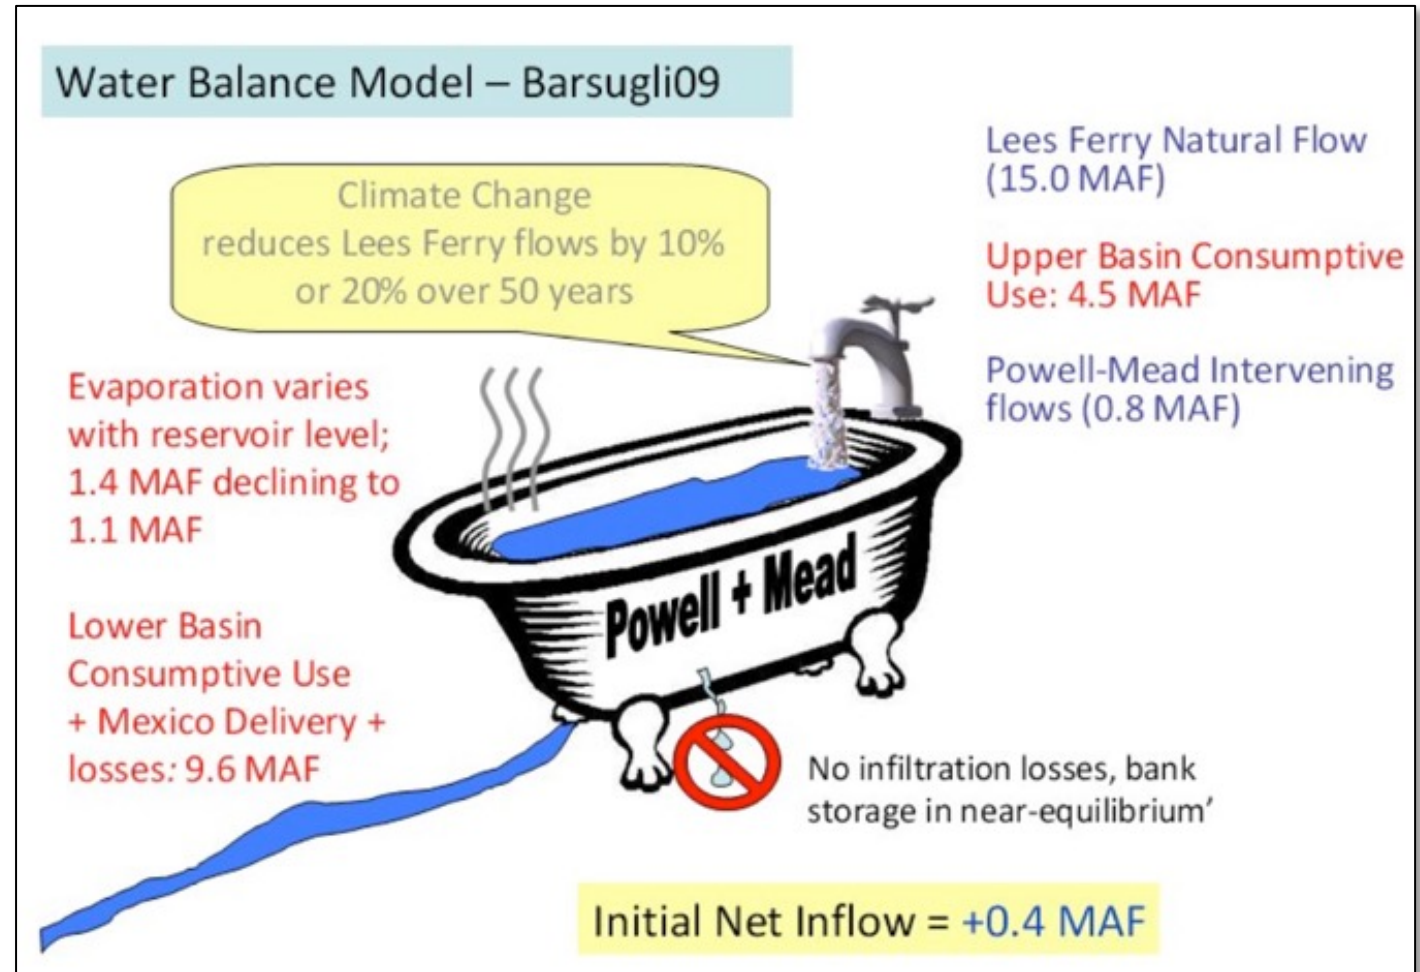 Water Balance Model – Barsugli09
Climate Change
reduces Lees Ferry flows by 10%
or 20% over 50 years
Lees Ferry Natural Flow
(15.0 MAF)
Upper Basin Consumptive
Use: 4.5 MAF
Powell-Mead Intervening
flows (0.8 MAF)
Evaporation varies
with reservoir level;
1.4 MAF declining to
1.1 MAF
Powell + Mead
Lower Basin
Consumptive Use
+ Mexico Delivery +
losses: 9.6 MAF
No infiltration losses, bank
storage in near-equilibrium’
Initial Net Inflow = +0.4 MAF